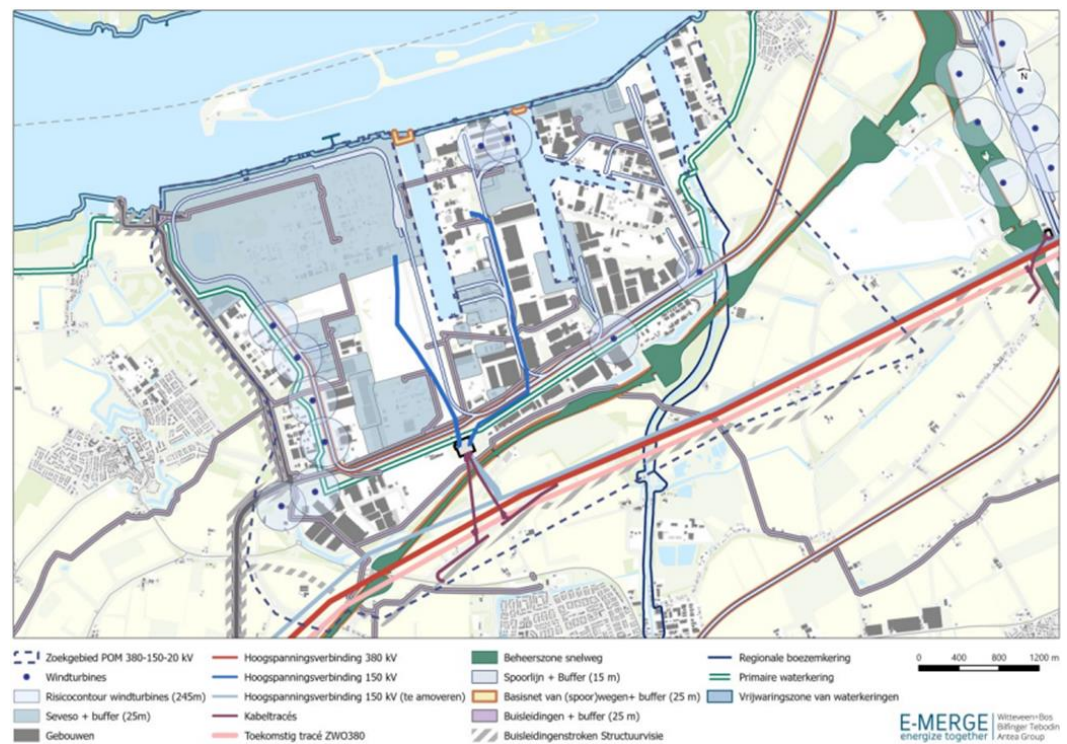 N
Zoekgebied POM 380-150-20 kV
Windturbines
Risicocontour windturbines (245m)
Seveso + buffer (25m)
Gebouwen
Hoogspanningsverbinding 380 kV
Hoogspanningsverbinding 150 kV
Hoogspanningsverbinding 150 kV (te amoveren)
Kabeltracés
Toekomstig tracé ZWO380
Beheerszone snelweg
Spoorlijn + Buffer (15 m)
Basisnet van (spoor)wegen+ buffer (25 m)
Buisleidingen + buffer (25 m)
Buisleidingenstroken Structuurvisie
Regionale boezemkering
Primaire waterkering
Vrijwaringszone van waterkeringen
0 400 800 1200 m
E-MERGE
energize together
Witteveen+Bos
Bilfinger Tebodin
Antea Group